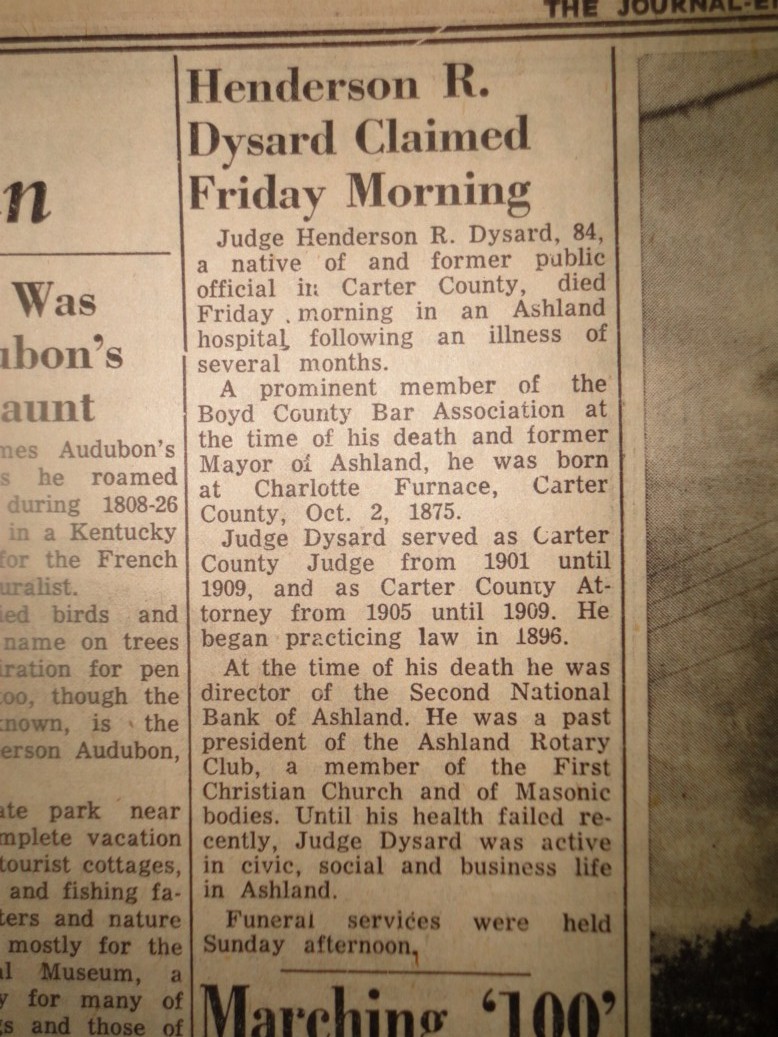 THE JOURNAL-E
n
Was
ubon's
aunt
mes Audubon's
s he roamed
during 1808-26
in a Kentucky
for the French
uralist.
ied birds and
name on trees
iration for pen
too, though the
known, is the
erson Audubon,
ate park near
mplete vacation
tourist cottages,
and fishing fa-
ters and nature
mostly for the
al Museum, a
y for many of
gs and those of
Henderson R.
Dysard Claimed
Friday Morning
Judge Henderson R. Dysard, 84,
a native of and former public
official in Carter County, died
Friday morning in an Ashland
hospital following an illness of
several months.
A prominent member of the
Boyd County Bar Association at
the time of his death and former
Mayor of Ashland, he was born
at Charlotte Furnace, Carter
County, Oct. 2, 1875.
Judge Dysard served as Carter
County Judge from 1901 until
1909, and as Carter County At-
torney from 1905 until 1909. He
began practicing law in 1896.
At the time of his death he was
director of the Second National
Bank of Ashland. He was a past
president of the Ashland Rotary
Club, a member of the First
Christian Church and of Masonic
bodies. Until his health failed re-
cently, Judge Dysard was active
in civic, social and business life
in Ashland.
Funeral services were held
Sunday afternoon,
Marching '100'